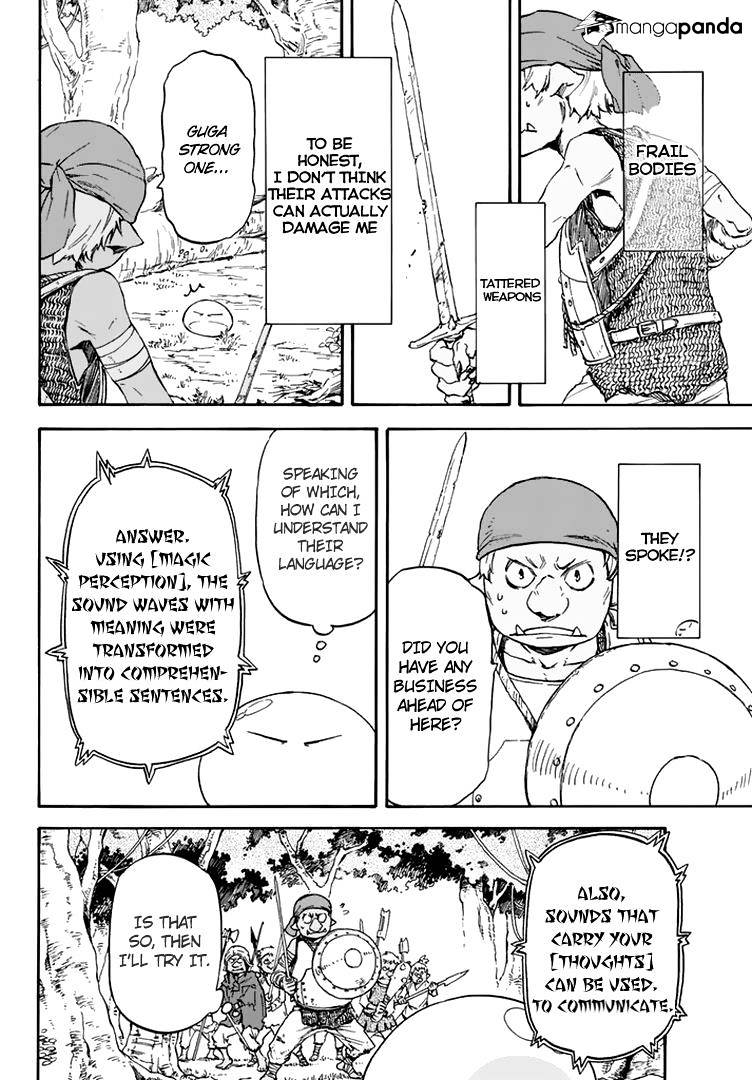 mangapanda
FRAIL
BODIES
TATTERED
WEAPONS
TO BE
HONEST,
I DON'T THINK
THEIR ATTACKS
CAN ACTUALLY
DAMAGE ME
GUGA
STRONG
ONE...
THEY
SPOKE!?
DID YOU
HAVE ANY
BUSINESS
AHEAD OF
HERE?
SPEAKING
OF WHICH,
HOW CAN I
UNDERSTAND
THEIR
LANGUAGE?
ANSWER.
USING [MAGIC
PERCEPTION], THE
SOUND WAVES WITH
MEANING WERE
TRANSFORMED
INTO COMPREHEN-
SIBLE SENTENCES.
ALSO,
SOUNDS THAT
CARRY YOUR
[THOUGHTS]
CAN BE USED.
TO COMMUNICATE.
IS THAT
SO, THEN
I'LL TRY IT.